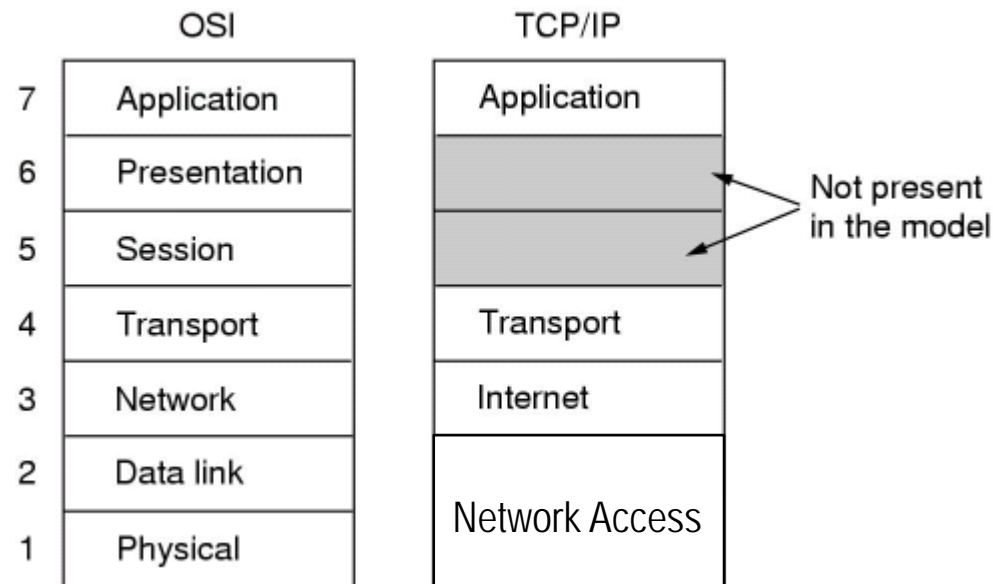 OSI
TCP/IP
7
Application
Application
6
Presentation
Not present
in the model
5
Session
4
Transport
Transport
3
Network
Internet
2
Data link
Network Access
1
Physical